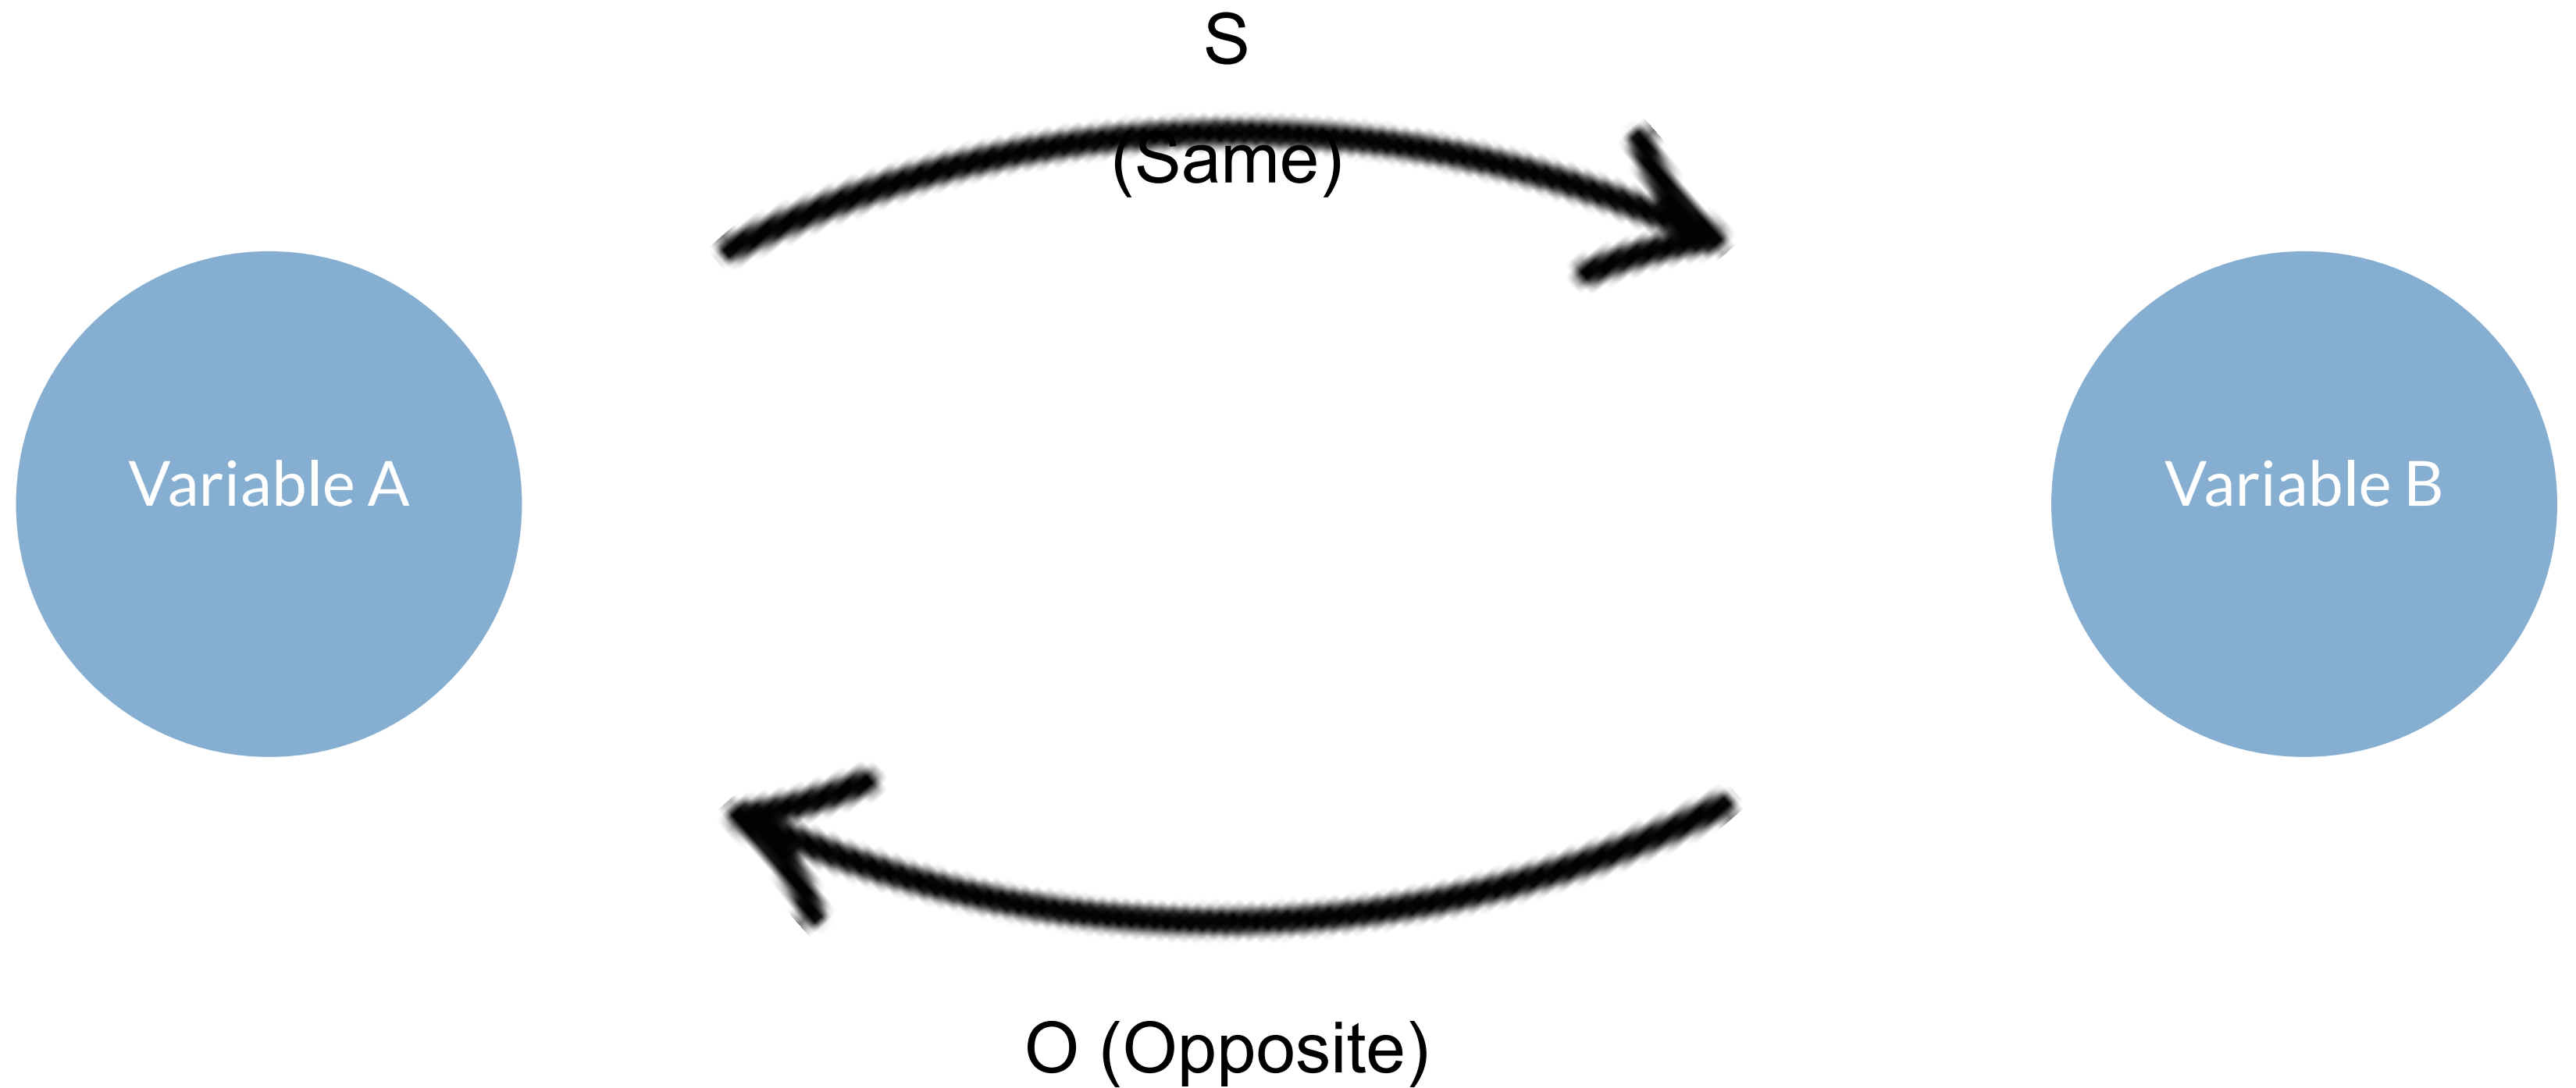 S
(Same)
Variable A
Variable B
O (Opposite)